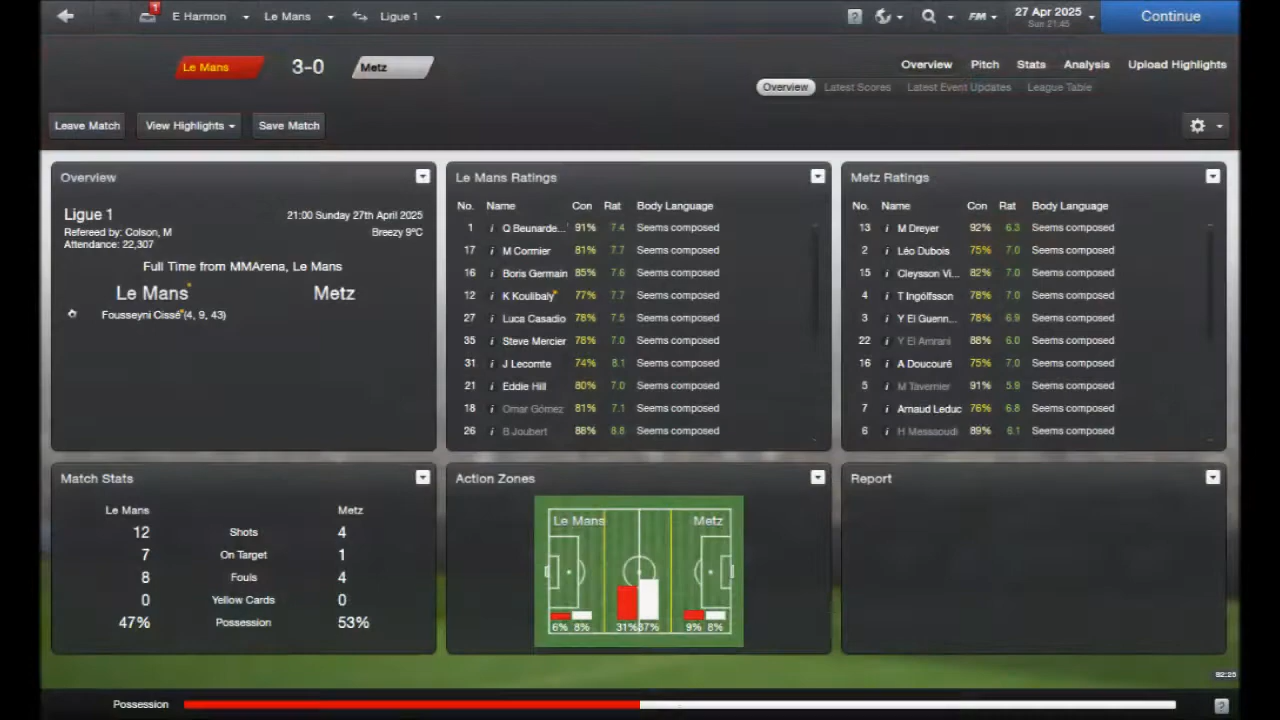 1
E Harmon
Le Mans
Ligue 1
?
FM
27 Apr 2025
Sun 21:45
Continue
Le Mans
3-0
Metz
Overview Pitch Stats Analysis Upload Highlights
Overview Latest Scores Latest Event Updates League Table
Leave Match View Highlights Save Match
Overview
Ligue 1
21:00 Sunday 27th April 2025
Refereed by: Colson, M
Breezy 9°C
Attendance: 22,307
Full Time from MMArena, Le Mans
Le Mans Metz
Fousseyni Cissé (4, 9, 43)
Le Mans Ratings
No. Name Con Rat Body Language
1 i Q Beunarde... 91% 7.4 Seems composed
17 i M Cormier 81% 7.7 Seems composed
16 i Boris Germain 85% 7.6 Seems composed
12 i K Koulibaly 77% 7.7 Seems composed
27 i Luca Casadio 78% 7.5 Seems composed
35 i Steve Mercier 78% 7.0 Seems composed
31 i J Lecomte 74% 8.1 Seems composed
21 i Eddie Hill 80% 7.0 Seems composed
18 i Omar Gómez 81% 7.1 Seems composed
26 i B Joubert 88% 8.8 Seems composed
Metz Ratings
No. Name Con Rat Body Language
13 i M Dreyer 92% 6.3 Seems composed
2 i Léo Dubois 75% 7.0 Seems composed
15 i Cleysson Vi... 82% 7.0 Seems composed
4 i T Ingólfsson 78% 7.0 Seems composed
3 i Y El Guenn... 78% 6.9 Seems composed
22 i Y El Amrani 88% 6.0 Seems composed
16 i A Doucouré 75% 7.0 Seems composed
5 i M Tavernier 91% 5.9 Seems composed
7 i Arnaud Leduc 76% 6.8 Seems composed
6 i H Messaoudi 89% 6.1 Seems composed
Match Stats
Le Mans Metz
12 Shots 4
7 On Target 1
8 Fouls 4
0 Yellow Cards 0
47% Possession 53%
Action Zones
Le Mans Metz
6% 8% 31% 37% 9% 8%
Report
92:25
Possession
?